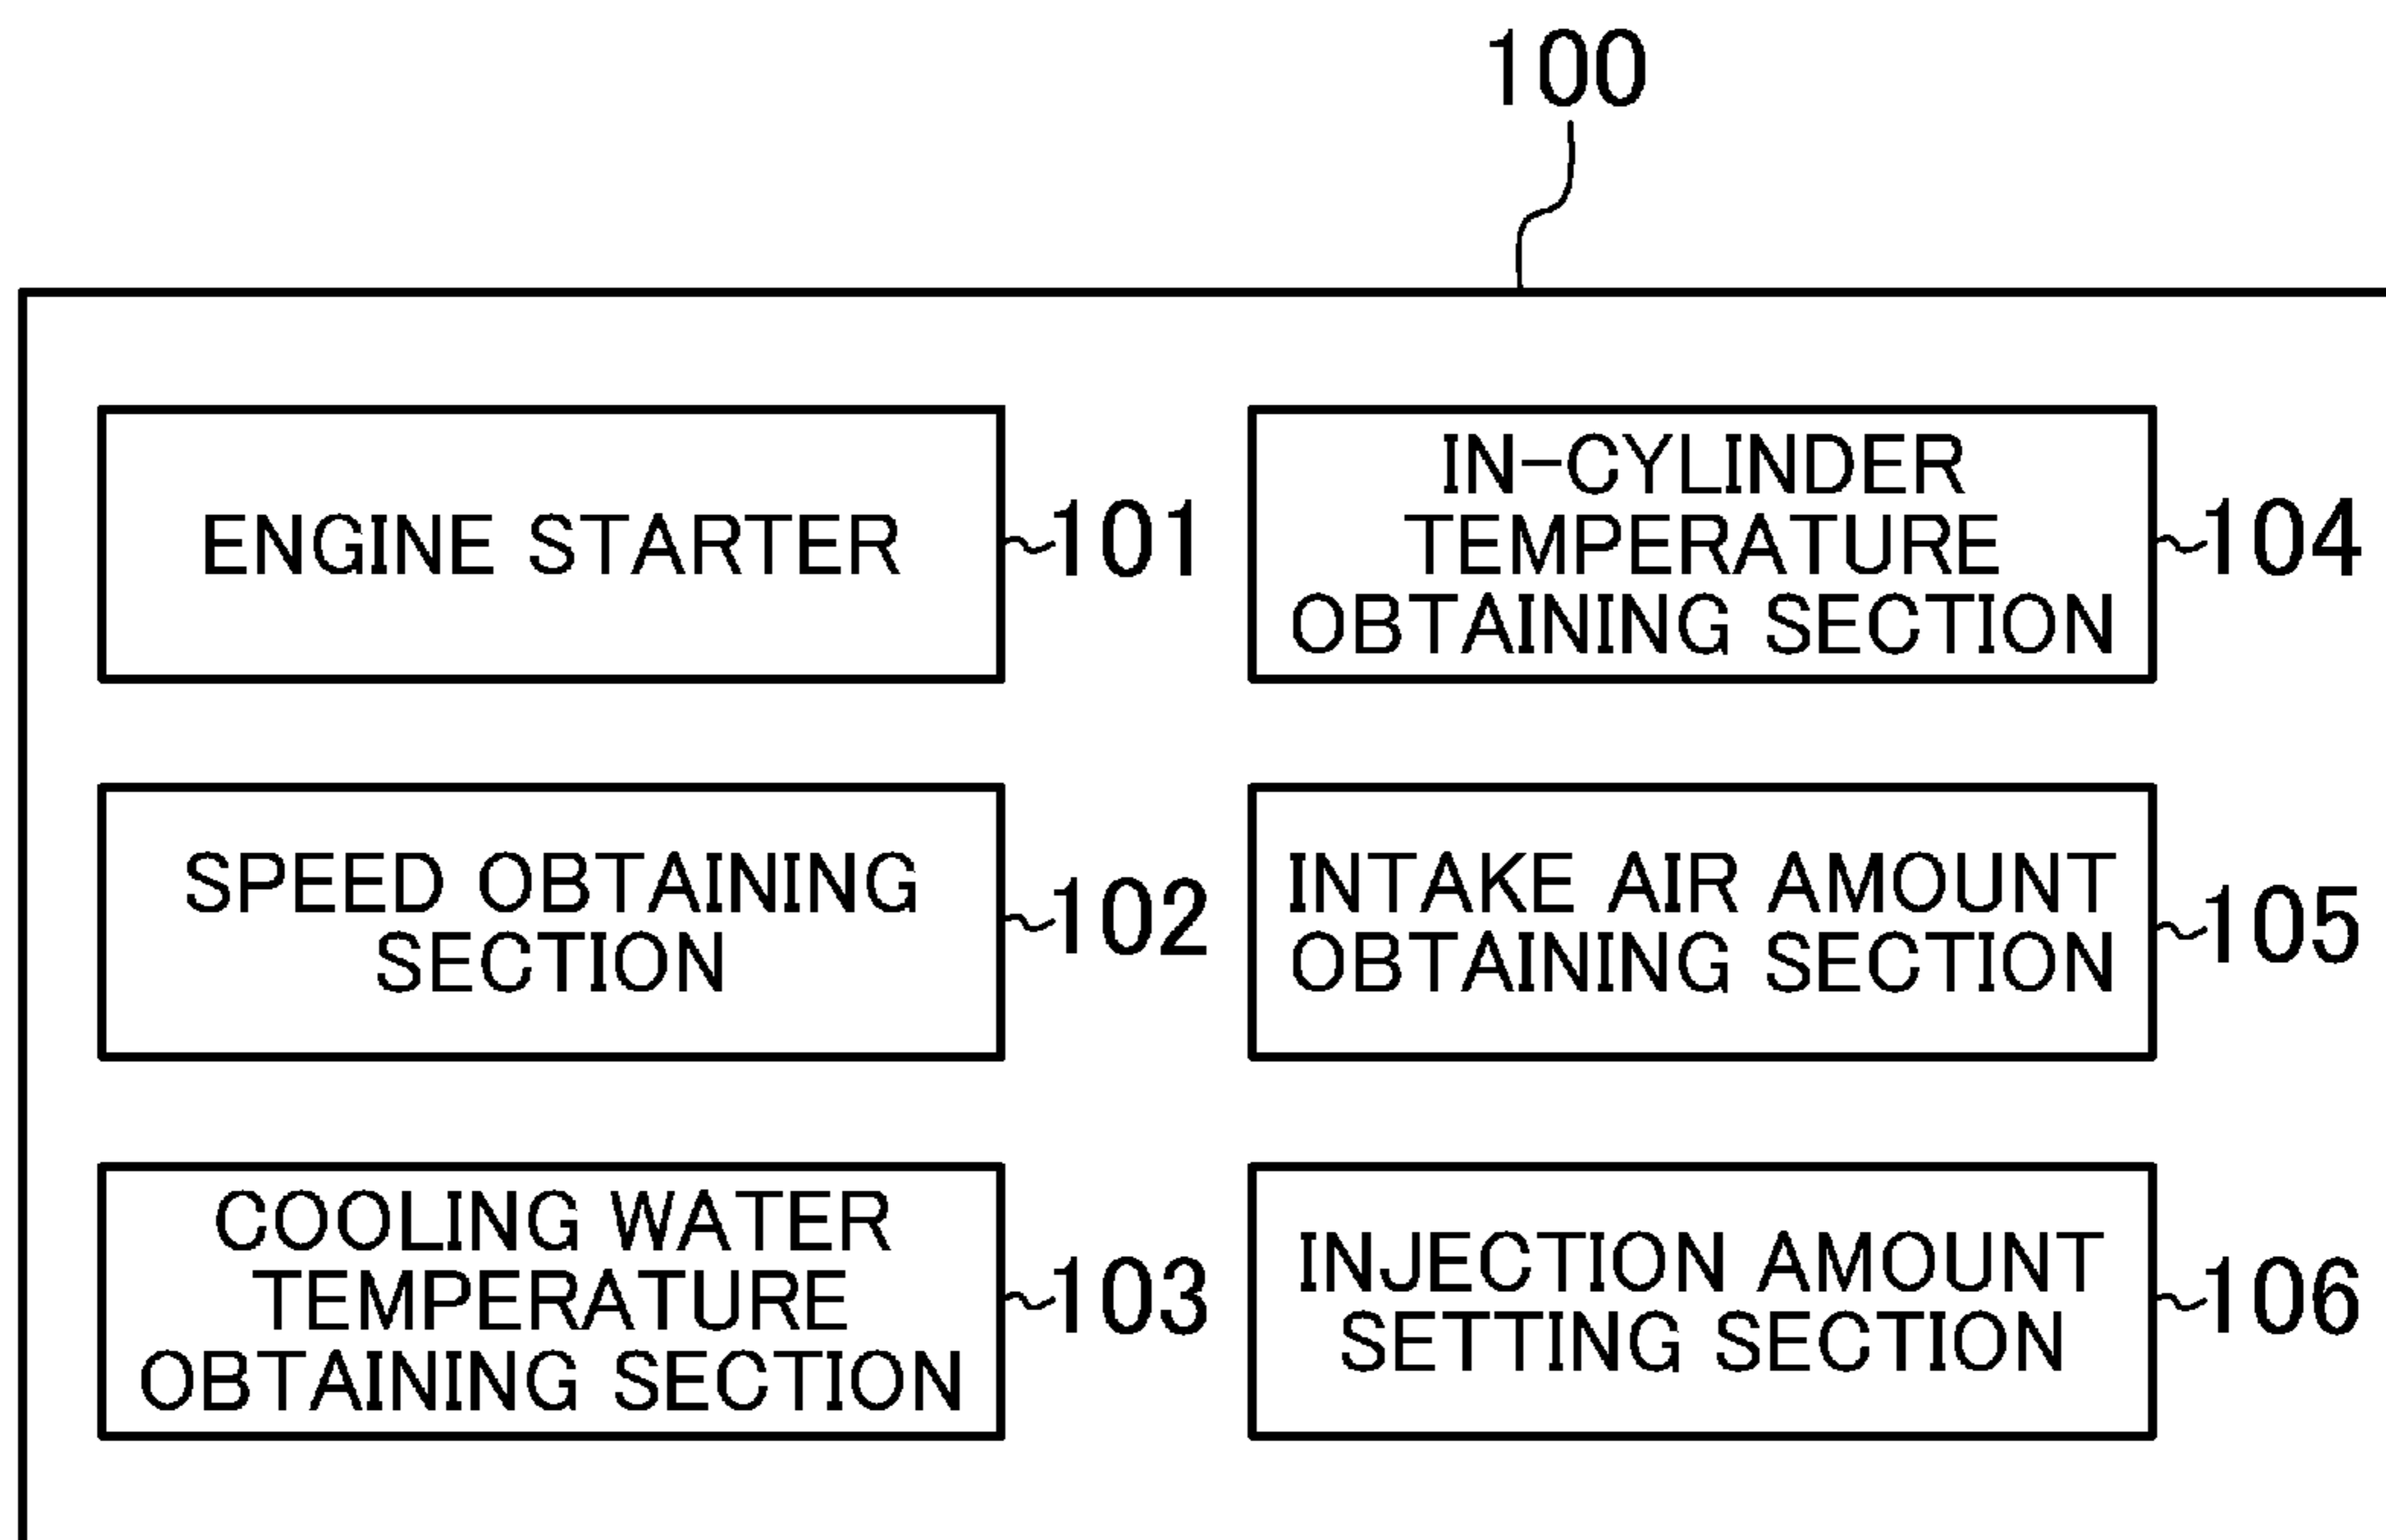 100
ENGINE STARTER
101
SPEED OBTAINING
SECTION
102
COOLING WATER
TEMPERATURE
OBTAINING SECTION
103
IN-CYLINDER
TEMPERATURE
OBTAINING SECTION
104
INTAKE AIR AMOUNT
OBTAINING SECTION
105
INJECTION AMOUNT
SETTING SECTION
106